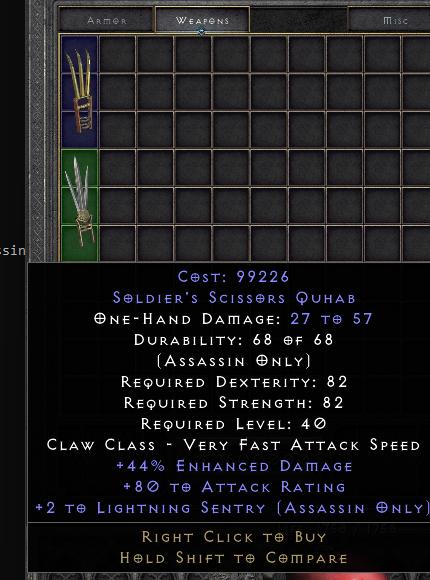 Armor Weapons Misc
ssin
Cost: 99226
Soldier's Scissors Quhab
One-Hand Damage: 27 to 57
Durability: 68 of 68
(Assassin Only)
Required Dexterity: 82
Required Strength: 82
Required Level: 40
Claw Class - Very Fast Attack Speed
+44% Enhanced Damage
+80 to Attack Rating
+2 to Lightning Sentry (Assassin Only)
Right Click to Buy
Hold Shift to Compare